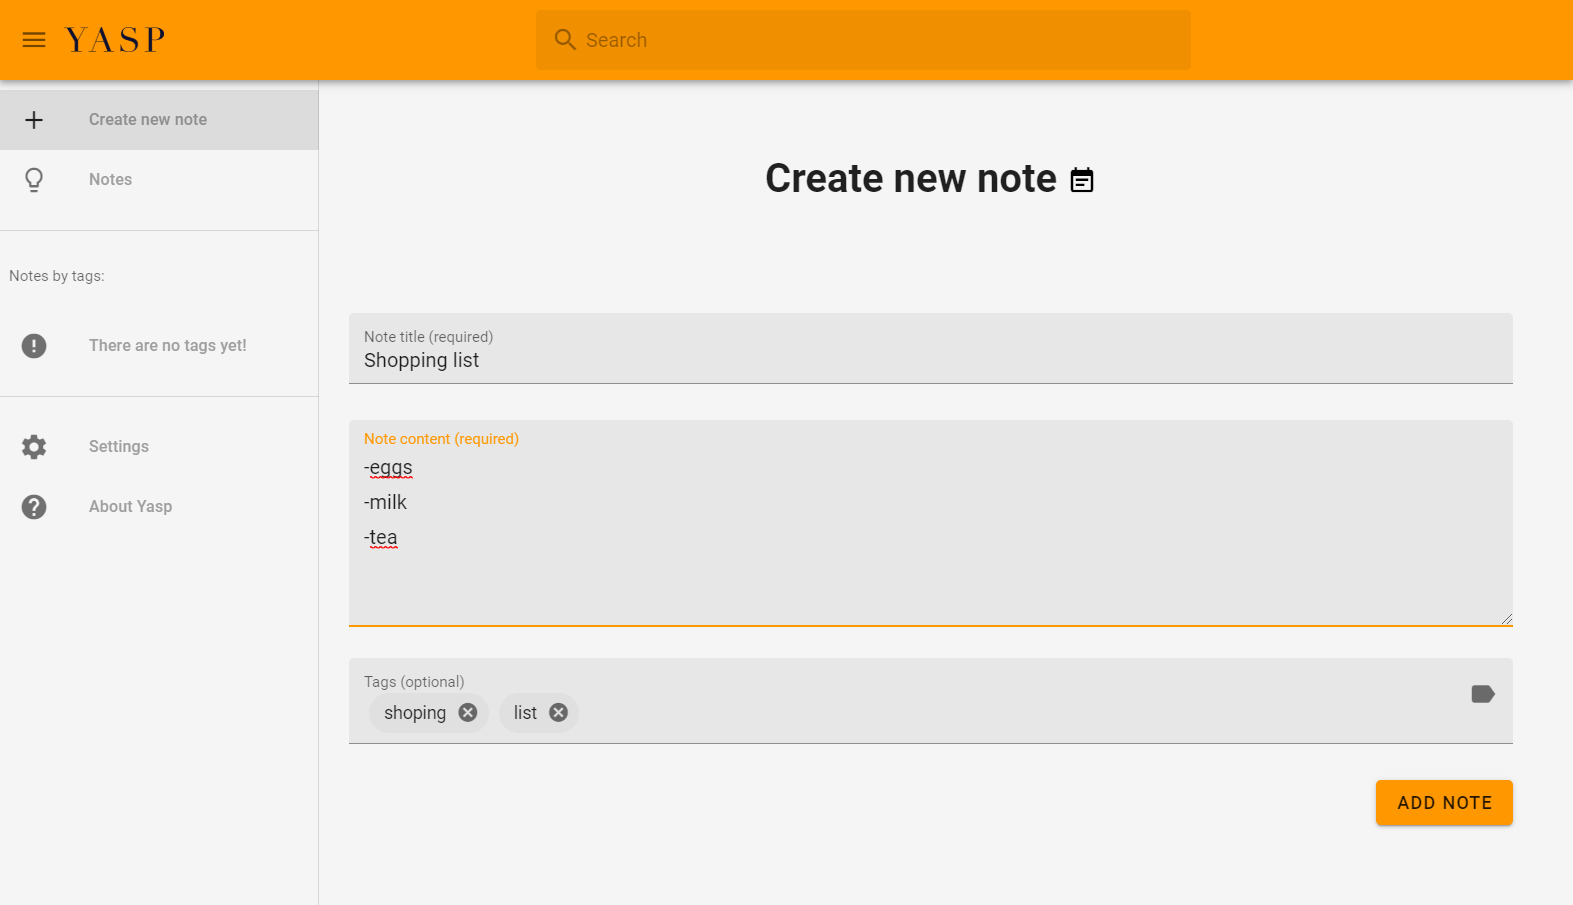 YASP
Search
Create new note
Notes
Notes by tags:
There are no tags yet!
Settings
About Yasp
Create new note
Note title (required)
Shopping list
Note content (required)
-eggs
-milk
-tea
Tags (optional)
shoping list
ADD NOTE